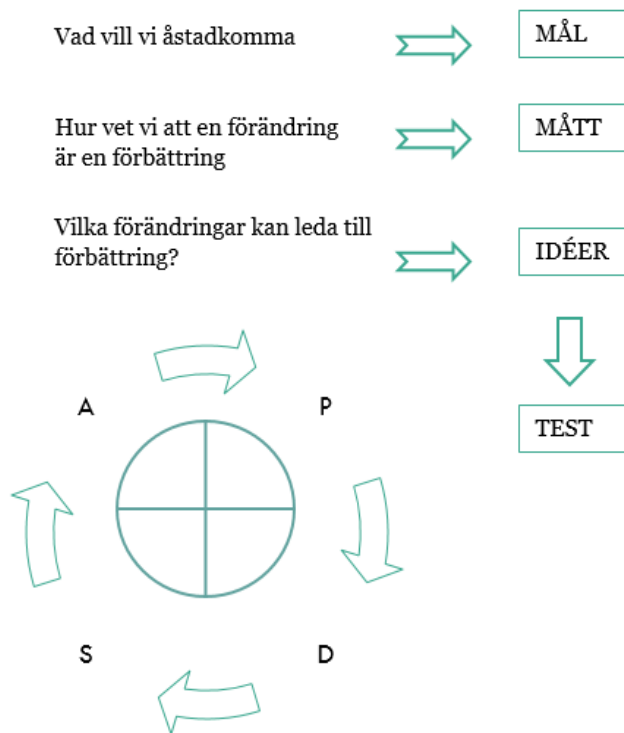 Vad vill vi åstadkomma
MÅL
Hur vet vi att en förändring
är en förbättring
MÅTT
Vilka förändringar kan leda till
förbättring?
IDÉER
TEST
A
P
S
D